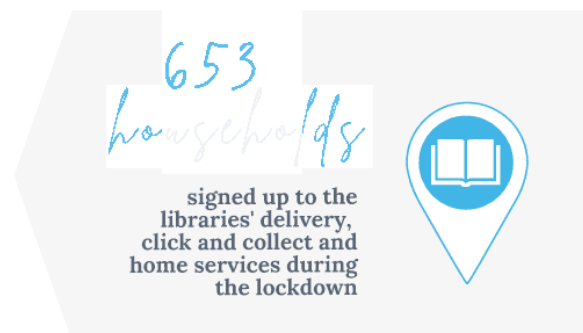 653
households
signed up to the
libraries' delivery,
click and collect and
home services during
the lockdown